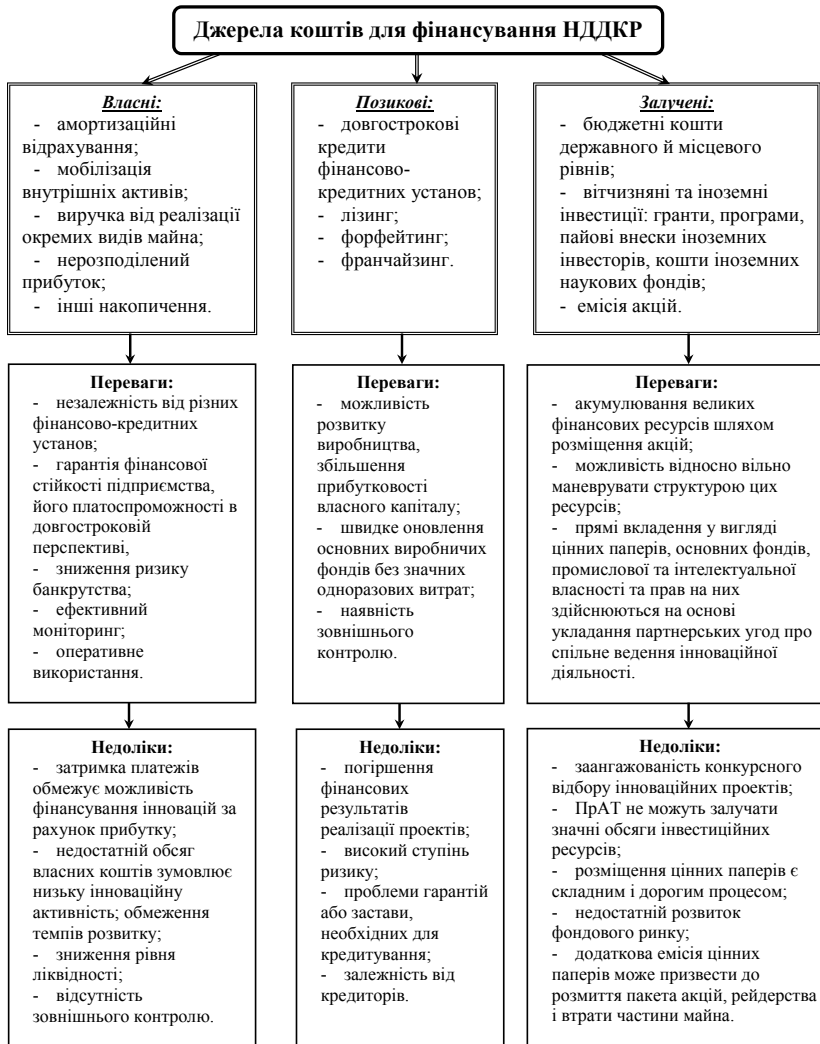 Джерела коштів для фінансування НДДКР
Власні:
- амортизаційні
відрахування;
- мобілізація
внутрішніх активів;
- виручка від реалізації
окремих видів майна;
- нерозподілений
прибуток;
- інші накопичення.
Позикові:
- довгострокові
кредити
фінансово-
кредитних установ;
- лізинг;
- форфейтинг;
- франчайзинг.
Залучені:
- бюджетні кошти
державного й місцевого
рівнів;
- вітчизняні та іноземні
інвестиції: гранти, програми,
пайові внески іноземних
інвесторів, кошти іноземних
наукових фондів;
- емісія акцій.
Переваги:
- незалежність від різних
фінансово-кредитних
установ;
- гарантія фінансової
стійкості підприємства,
його платоспроможності в
довгостроковій
перспективі,
- зниження ризику
банкрутства;
- ефективний
моніторинг;
- оперативне
використання.
Переваги:
- можливість
розвитку
виробництва,
збільшення
прибутковості
власного капіталу;
- швидке оновлення
основних виробничих
фондів без значних
одноразових витрат;
- наявність
зовнішнього
контролю.
Переваги:
- акумулювання великих
фінансових ресурсів шляхом
розміщення акцій;
- можливість відносно вільно
маневрувати структурою цих
ресурсів;
- прямі вкладення у вигляді
цінних паперів, основних фондів,
промислової та інтелектуальної
власності та прав на них
здійснюються на основі
укладання партнерських угод про
спільне ведення інноваційної
діяльності.
Недоліки:
- затримка платежів
обмежує можливість
фінансування інновацій за
рахунок прибутку;
- недостатній обсяг
власних коштів зумовлює
низьку інноваційну
активність; обмеження
темпів розвитку;
- зниження рівня
ліквідності;
- відсутність
зовнішнього контролю.
Недоліки:
- погіршення
фінансових
результатів
реалізації проектів;
- високий ступінь
ризику;
- проблеми гарантій
або застави,
необхідних для
кредитування;
- залежність від
кредиторів.
Недоліки:
- заангажованість конкурсного
відбору інноваційних проектів;
- ПрАТ не можуть залучати
значні обсяги інвестиційних
ресурсів;
- розміщення цінних паперів є
складним і дорогим процесом;
- недостатній розвиток
фондового ринку;
- додаткова емісія цінних
паперів може призвести до
розмиття пакета акцій, рейдерства
і втрати частини майна.